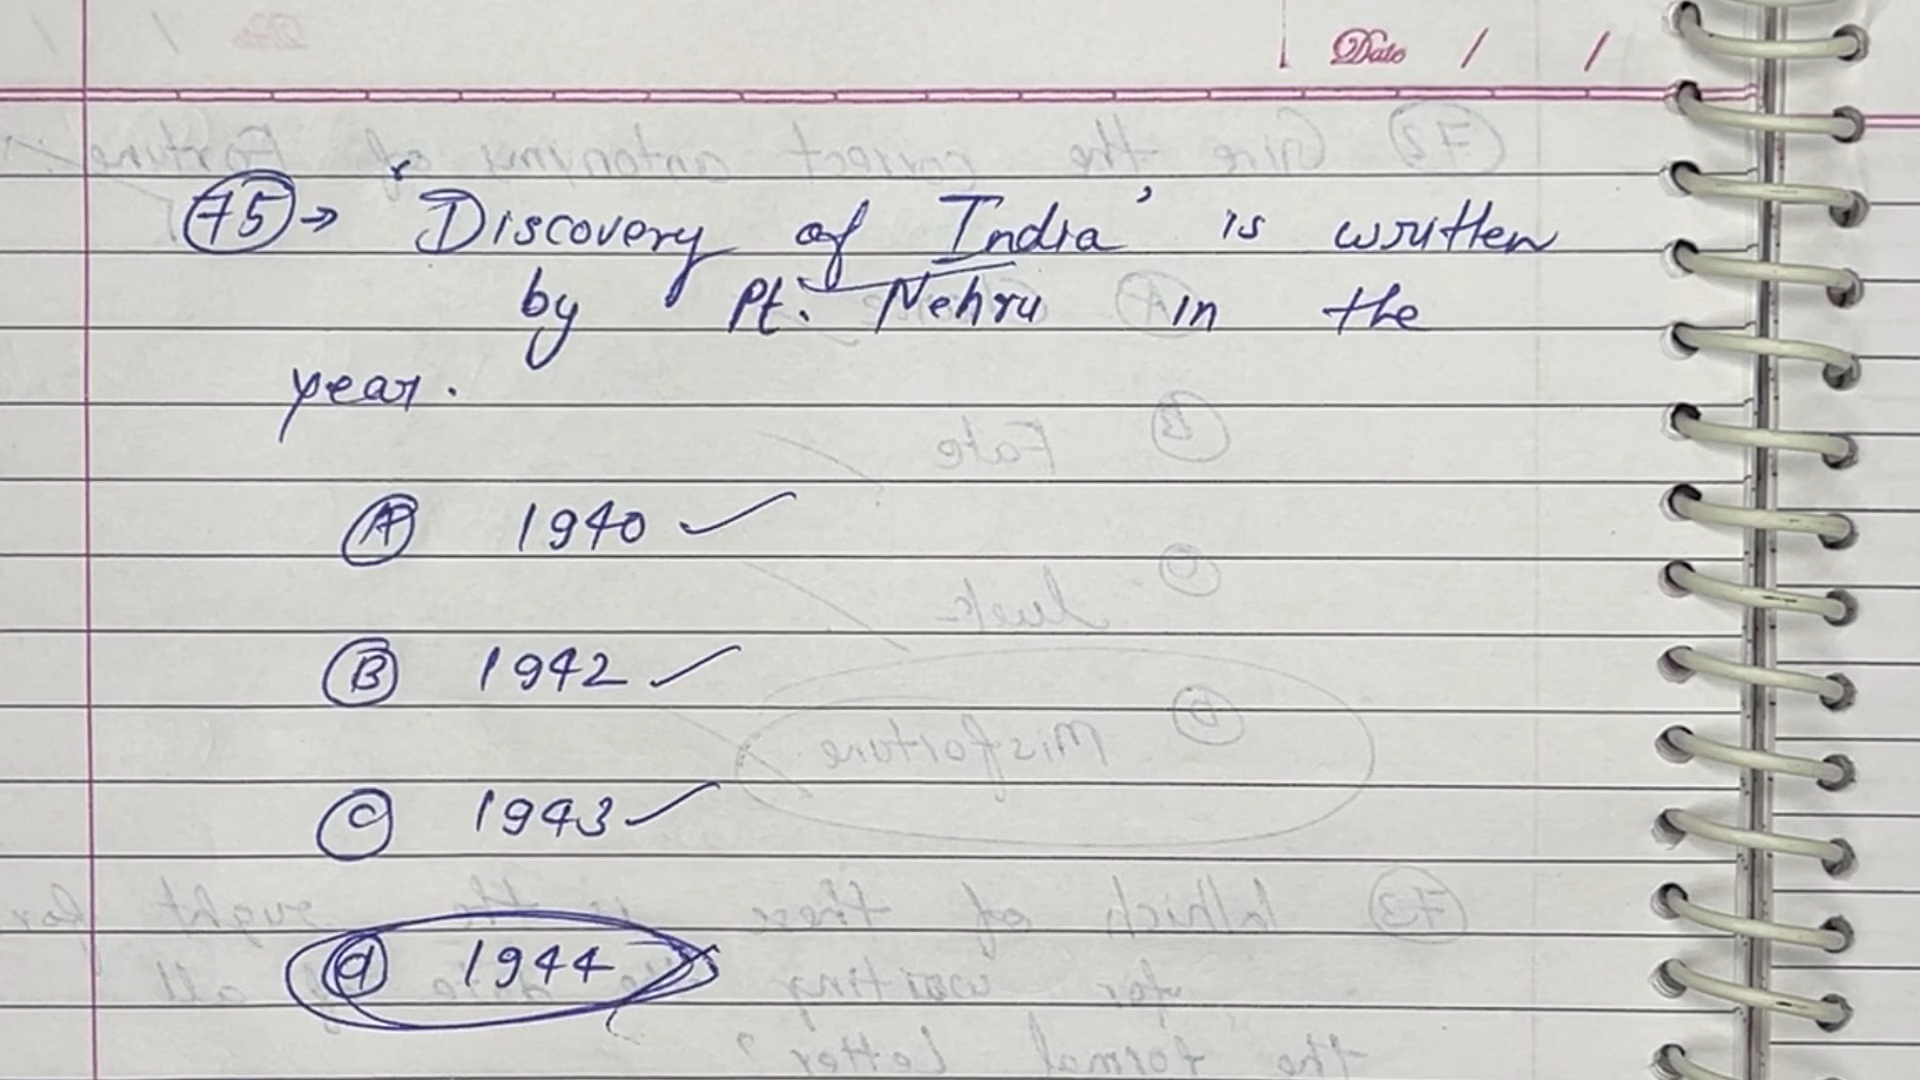 Date / /
75 → 'Discovery of India' is written
by Pt. Nehru in the
year.
A 1940
B 1942
C 1943
d 1944